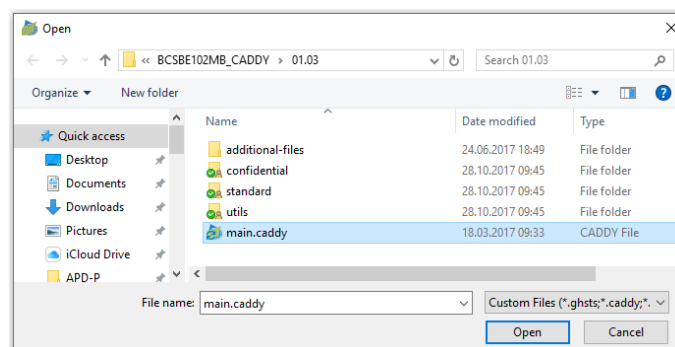 Open
« BCSBE102MB_CADDY > 01.03
Search 01.03
Organize
New folder
Name
Date modified
Type
Quick access
Desktop
Documents
Downloads
Pictures
iCloud Drive
APD-P
additional-files 24.06.2017 18:49 File folder
confidential 28.10.2017 09:45 File folder
standard 28.10.2017 09:45 File folder
utils 28.10.2017 09:45 File folder
main.caddy 18.03.2017 09:33 CADDY File
File name: main.caddy
Custom Files (*.ghsts;*.caddy;*.
Open
Cancel